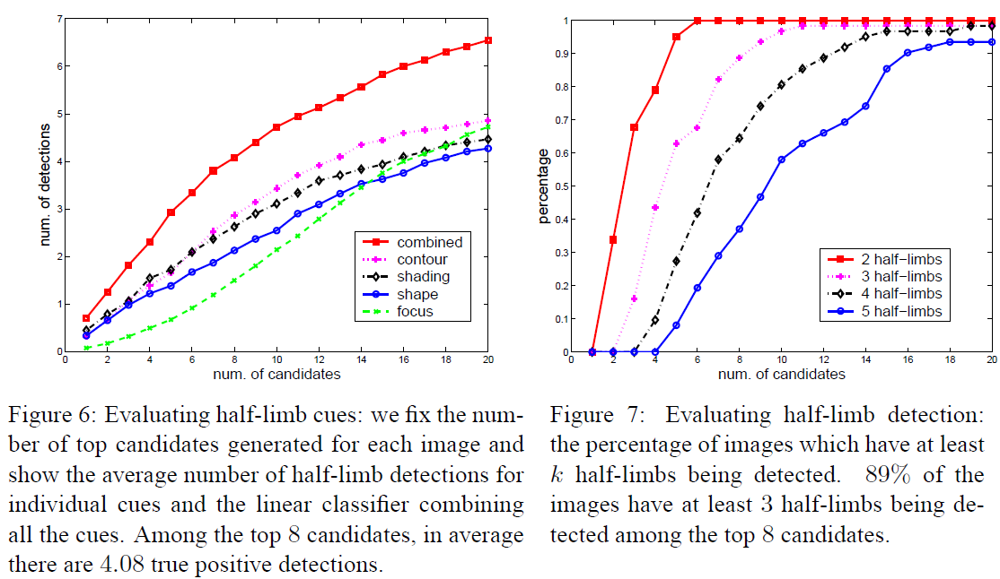 7
6
5
4
3
2
1
0
num. of detections
combined
contour
shading
shape
focus
0 2 4 6 8 10 12 14 16 18 20
num. of candidates
1
0.9
0.8
0.7
0.6
0.5
0.4
0.3
0.2
0.1
0
percentage
2 half-limbs
3 half-limbs
4 half-limbs
5 half-limbs
0 2 4 6 8 10 12 14 16 18 20
num. of candidates
Figure 6: Evaluating half-limb cues: we fix the num-
ber of top candidates generated for each image and
show the average number of half-limb detections for
individual cues and the linear classifier combining
all the cues. Among the top 8 candidates, in average
there are 4.08 true positive detections.
Figure 7: Evaluating half-limb detection:
the percentage of images which have at least
k half-limbs being detected. 89% of the
images have at least 3 half-limbs being de-
tected among the top 8 candidates.